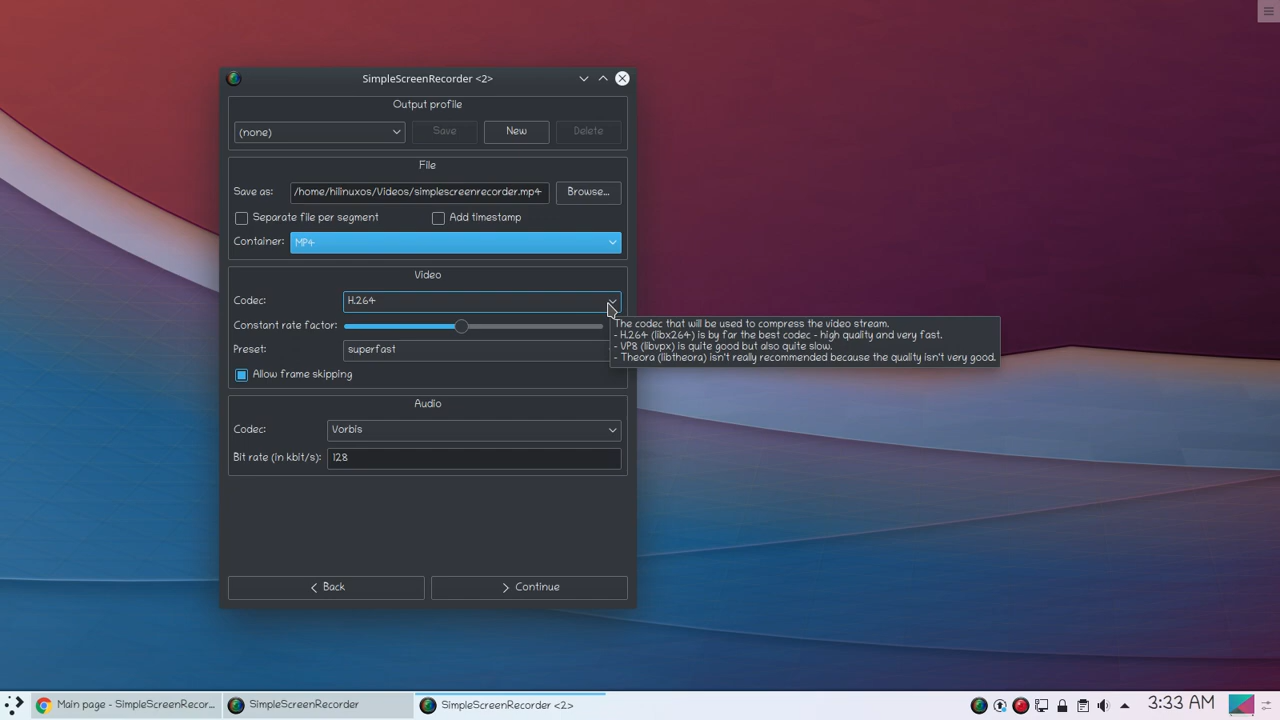 SimpleScreenRecorder <2>
Output profile
(none)
Save
New
Delete
File
Save as:
/home/hilinuxos/Videos/simplescreenrecorder.mp4
Browse...
Separate file per segment
Add timestamp
Container:
MP4
Video
Codec:
H.264
Constant rate factor:
The codec that will be used to compress the video stream.
- H.264 (libx264) is by far the best codec - high quality and very fast.
- VP8 (libvpx) is quite good but also quite slow.
- Theora (libtheora) isn't really recommended because the quality isn't very good.
Preset:
superfast
Allow frame skipping
Audio
Codec:
Vorbis
Bit rate (in kbit/s):
128
Back
Continue
Main page - SimpleScreenRecor...
SimpleScreenRecorder
SimpleScreenRecorder <2>
3:33 AM